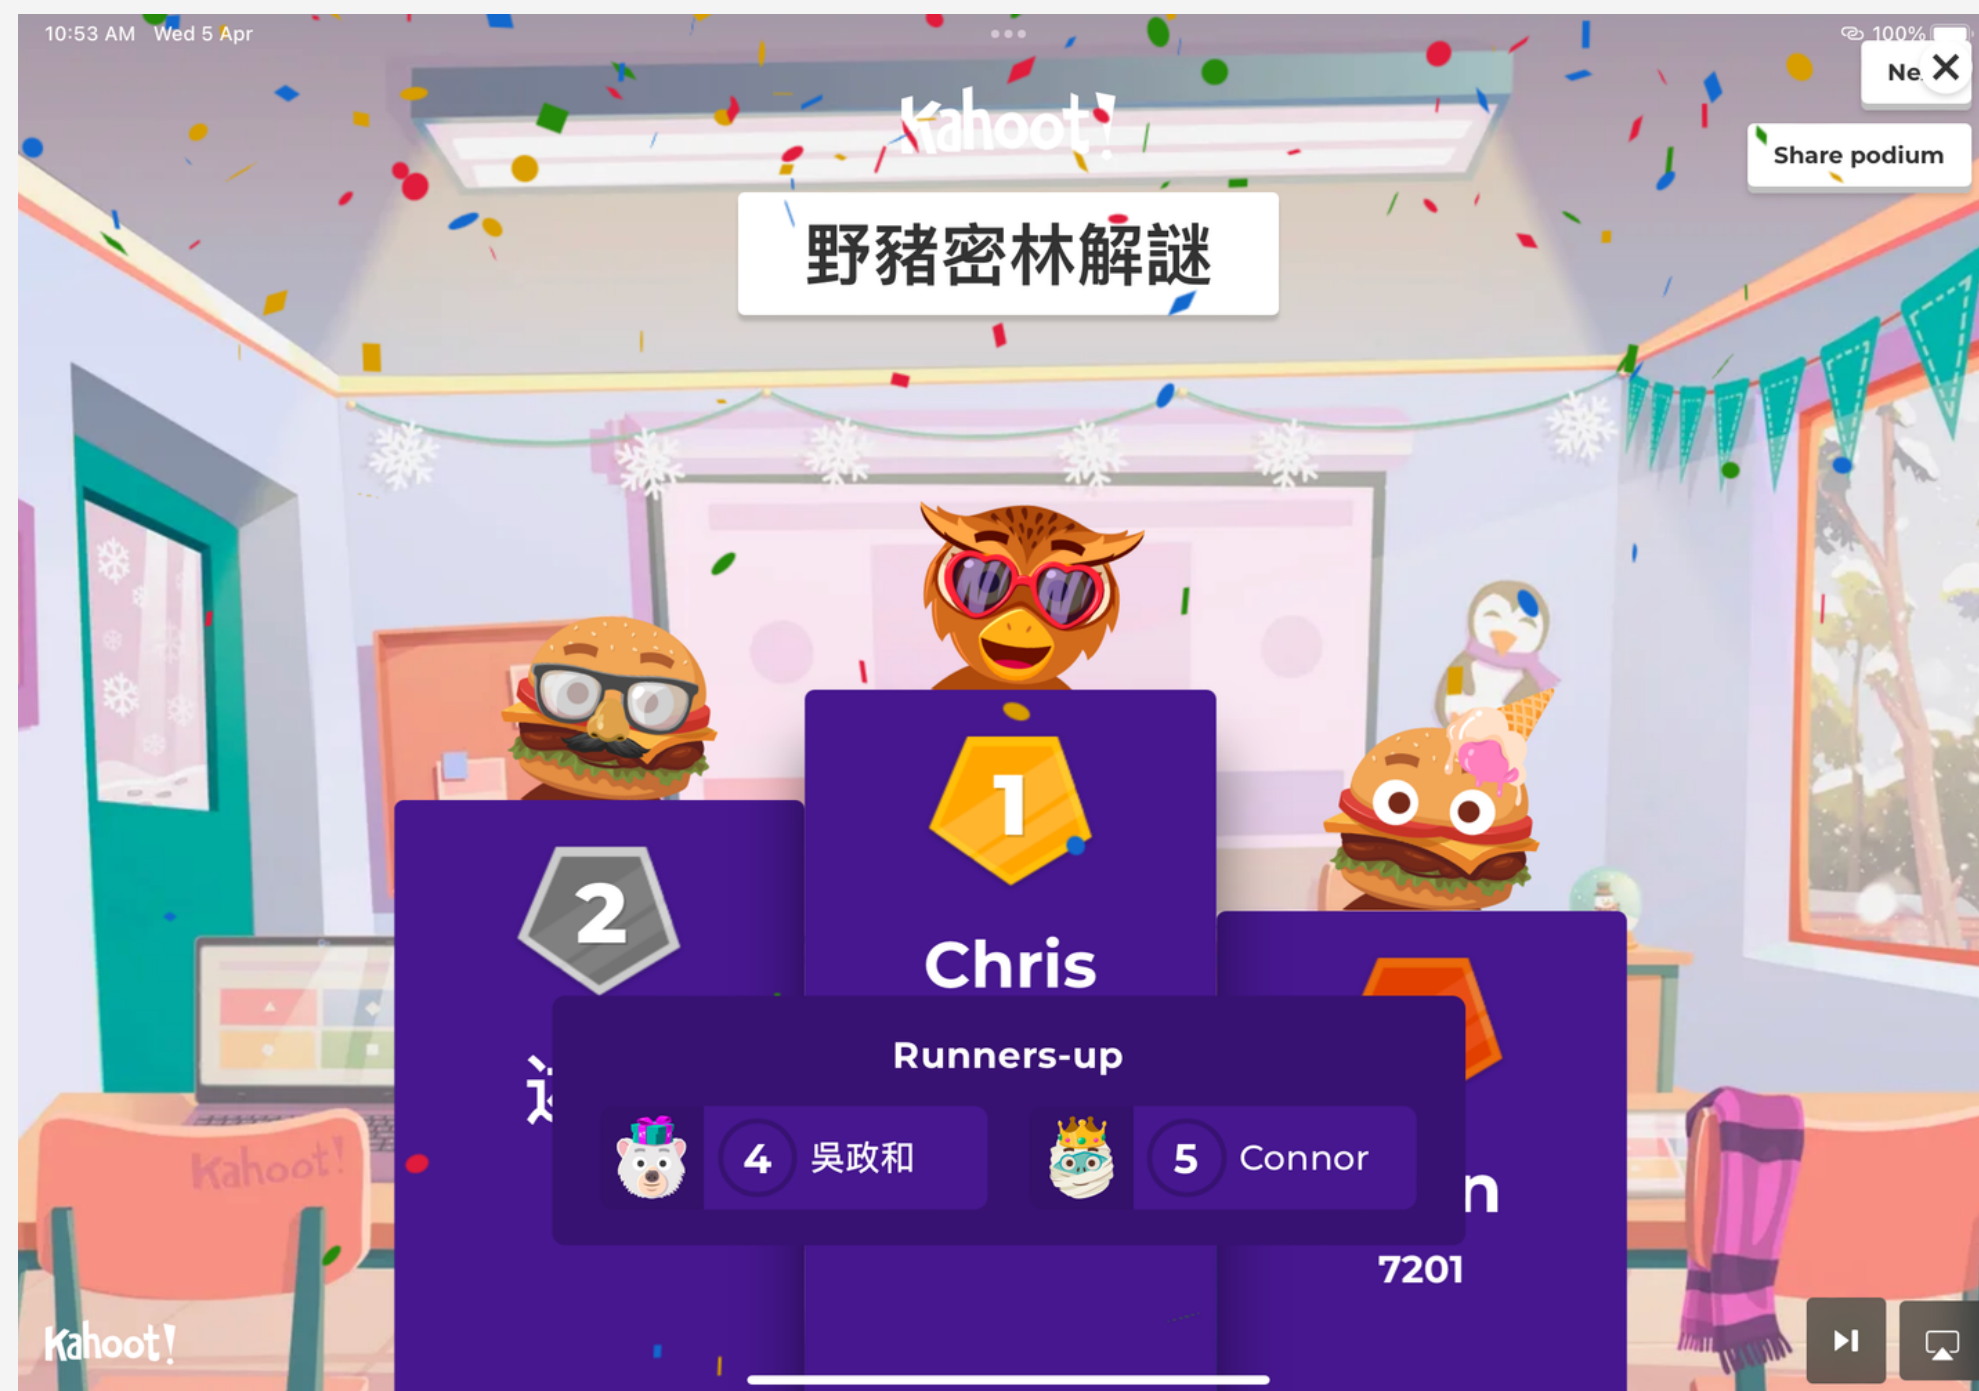 10:53 AM Wed 5 Apr
100%
Kahoot!
Share podium
野豬密林解謎
1
2
Chris
Runners-up
4 吳政和
5 Connor
7201
Kahoot!
Kahoot!